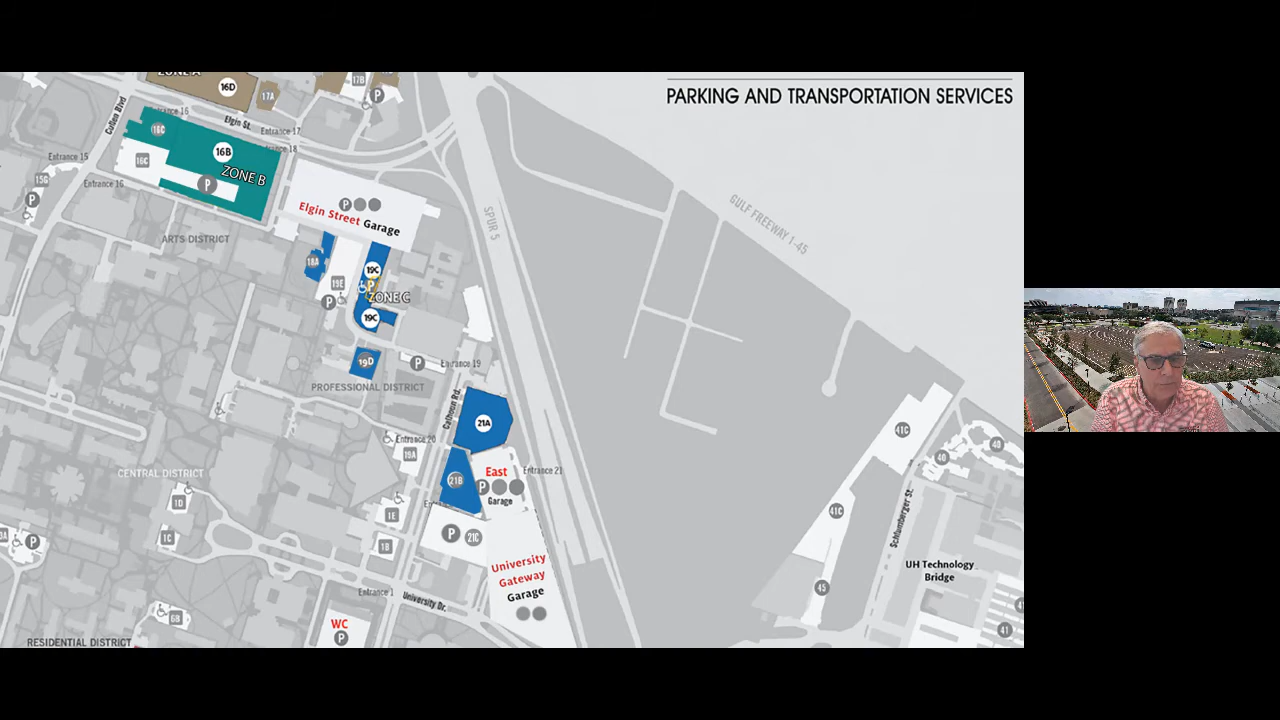 ZONE A
16D
17A
17B
P
PARKING AND TRANSPORTATION SERVICES
Cullen Blvd
Entrance 16
Elgin St.
Entrance 17
16C
16B
ZONE B
Entrance 15
16C
Entrance 16
P
15G
P
P
Elgin Street Garage
SPUR 5
GULF FREEWAY 1-45
ARTS DISTRICT
18A
19C
19E
P
ZONE C
P
19C
19D
P
Entrance 19
PROFESSIONAL DISTRICT
Calhoun Rd.
21A
Entrance 20
19A
41C
40
40
CENTRAL DISTRICT
21B
East
P
Garage
Entrance 21
1D
1E
41C
Schlumberger St.
P
P
21C
1C
1B
University
Gateway
Garage
UH Technology
Bridge
45
Entrance 1
University Dr.
6B
WC
P
41
RESIDENTIAL DISTRICT